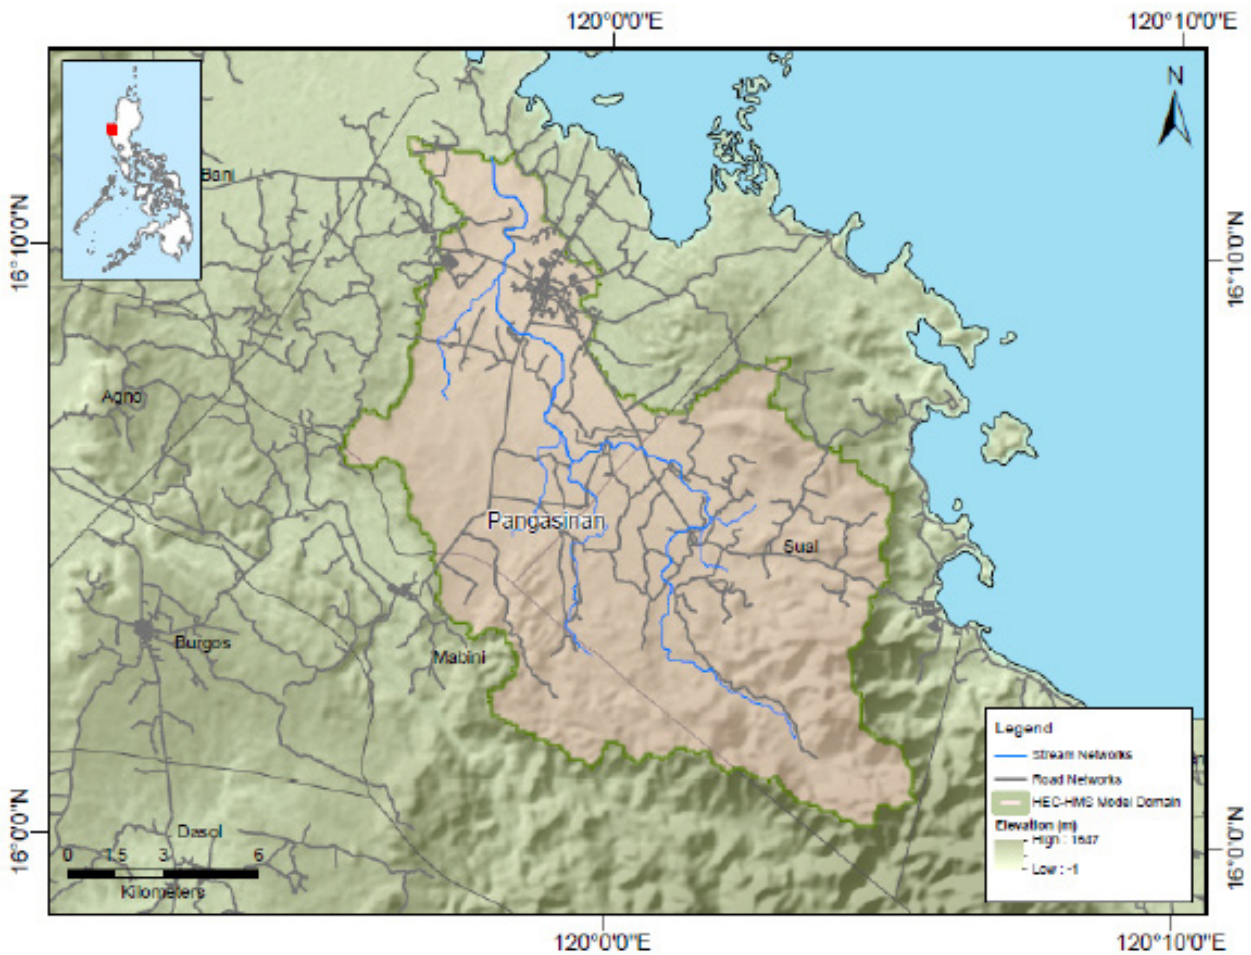 120°0'0"E
120°10'0"E
N
Bani
16°10'0"N
16°10'0"N
Agno
Pangasinan
Sual
Burgos
Mabini
Legend
Stream Networks
Road Networks
HEC-HMS Model Domain
Elevation (m)
Low : -1
Dasol
0 1.5 3 6
Kilometers
16°0'0"N
16°0'0"N
120°0'0"E
120°10'0"E